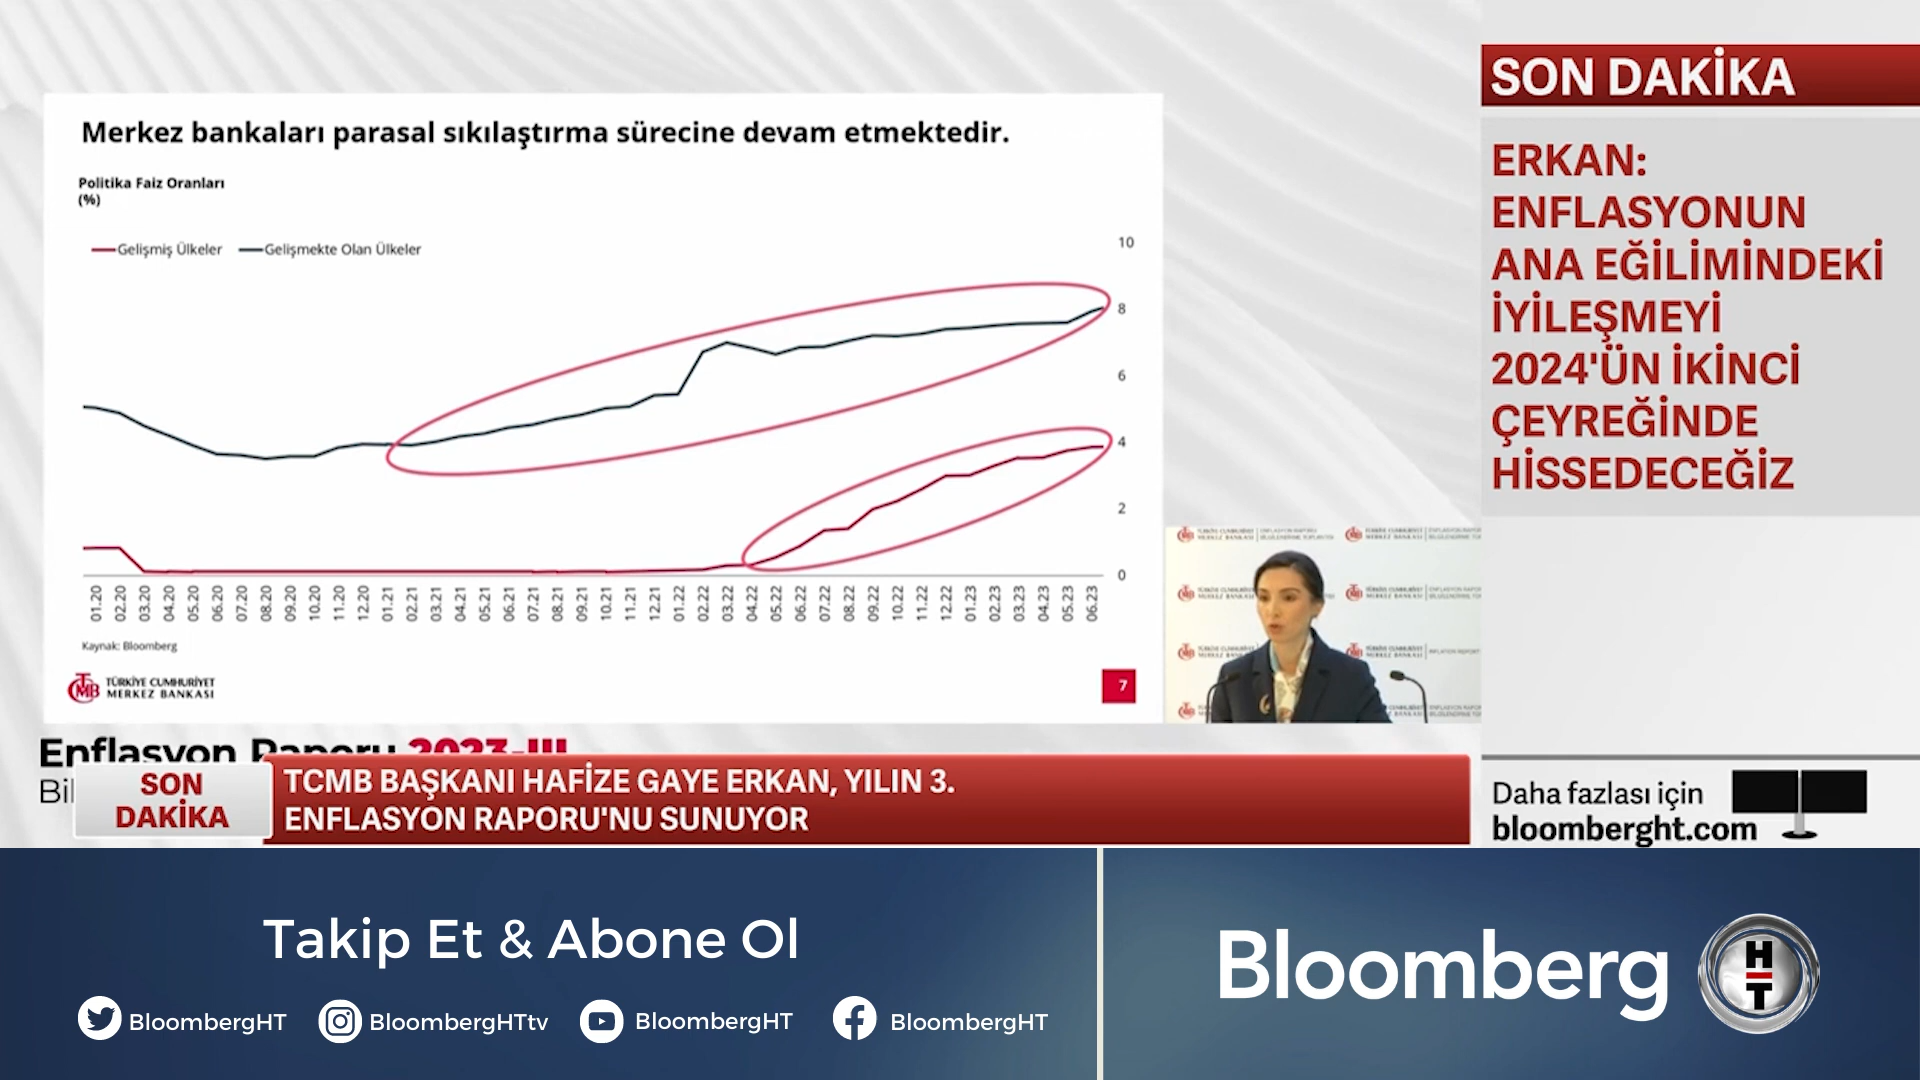 Merkez bankaları parasal sıkılaştırma sürecine devam etmektedir.
Politika Faiz Oranları
(%)
Gelişmiş Ülkeler Gelişmekte Olan Ülkeler
10
8
6
4
2
0
01.20 02.20 03.20 04.20 05.20 06.20 07.20 08.20 09.20 10.20 11.20 12.20 01.21 02.21 03.21 04.21 05.21 06.21 07.21 08.21 09.21 10.21 11.21 12.21 01.22 02.22 03.22 04.22 05.22 06.22 07.22 08.22 09.22 10.22 11.22 12.22 01.23 02.23 03.23 04.23 05.23 06.23
Kaynak: Bloomberg
TCMB
TÜRKİYE CUMHURİYET
MERKEZ BANKASI
7
SON DAKİKA
ERKAN:
ENFLASYONUN
ANA EĞİLİMİNDEKİ
İYİLEŞMEYİ
2024'ÜN İKİNCİ
ÇEYREĞİNDE
HİSSEDECEĞİZ
Enflasyon Raporu 2023-III
Bil
SON
DAKİKA
TCMB BAŞKANI HAFİZE GAYE ERKAN, YILIN 3.
ENFLASYON RAPORU'NU SUNUYOR
Daha fazlası için
bloomberght.com
Takip Et & Abone Ol
BloombergHT BloombergHTtv BloombergHT BloombergHT
Bloomberg HT